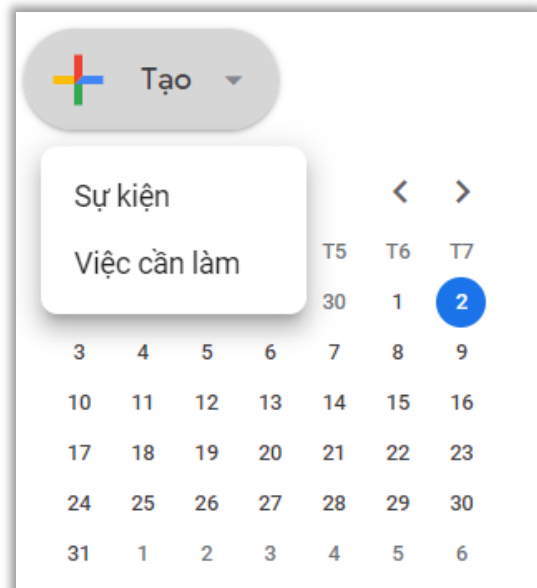 Tạo
Sự kiện
Việc cần làm
T5 T6 T7
30 1 2
3 4 5 6 7 8 9
10 11 12 13 14 15 16
17 18 19 20 21 22 23
24 25 26 27 28 29 30
31 1 2 3 4 5 6